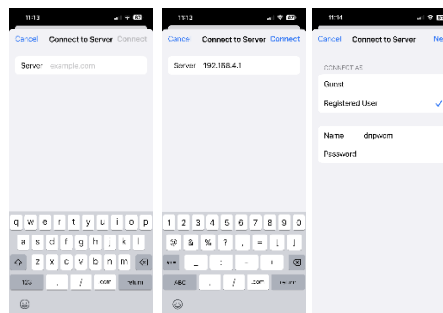 11:13
Cancel Connect to Server Connect
Server example.com
q w e r t y u i o p
a s d f g h j k l
z x c v b n m
123 . / .com return
11:13
Cancel Connect to Server Connect
Server 192.168.4.1
1 2 3 4 5 6 7 8 9 0
@ & % ? , =
_ : -
ABC . / .com return
11:14
Cancel Connect to Server
CONNECT AS
Guest
Registered User
Name
Password